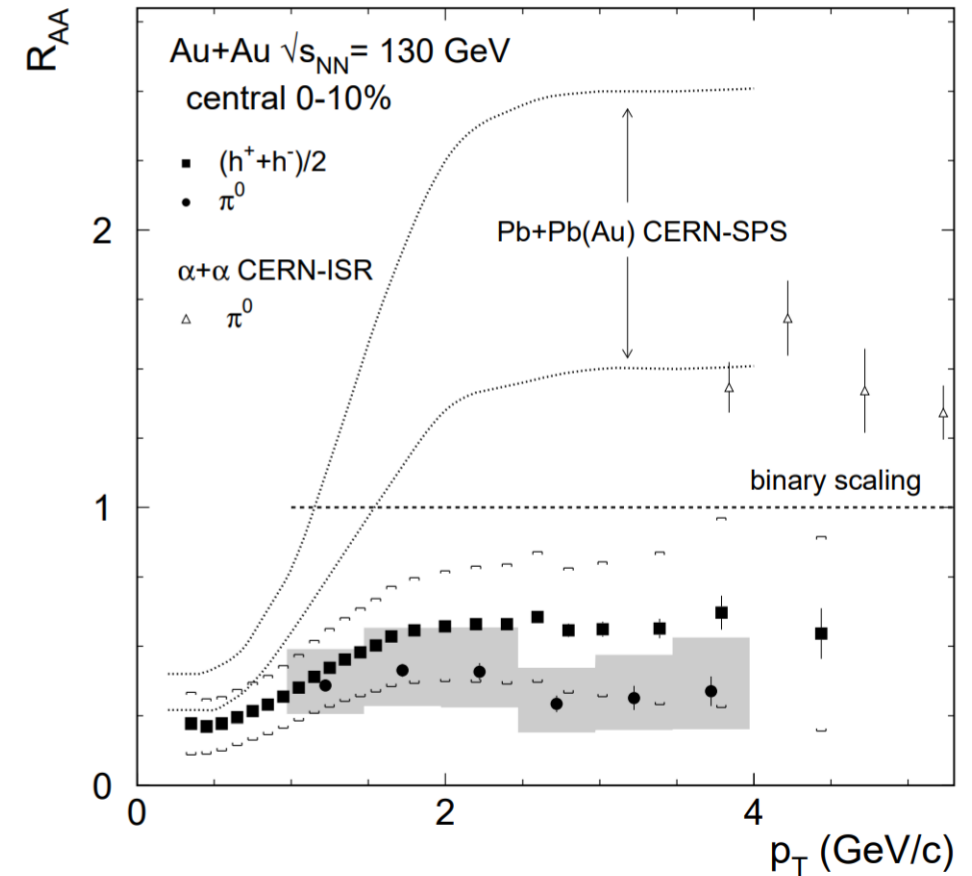 R_AA
Au+Au √s_NN= 130 GeV
central 0-10%
(h⁺+h⁻)/2
π⁰
α+α CERN-ISR
π⁰
Pb+Pb(Au) CERN-SPS
binary scaling
2
1
0
0
2
4
p_T (GeV/c)